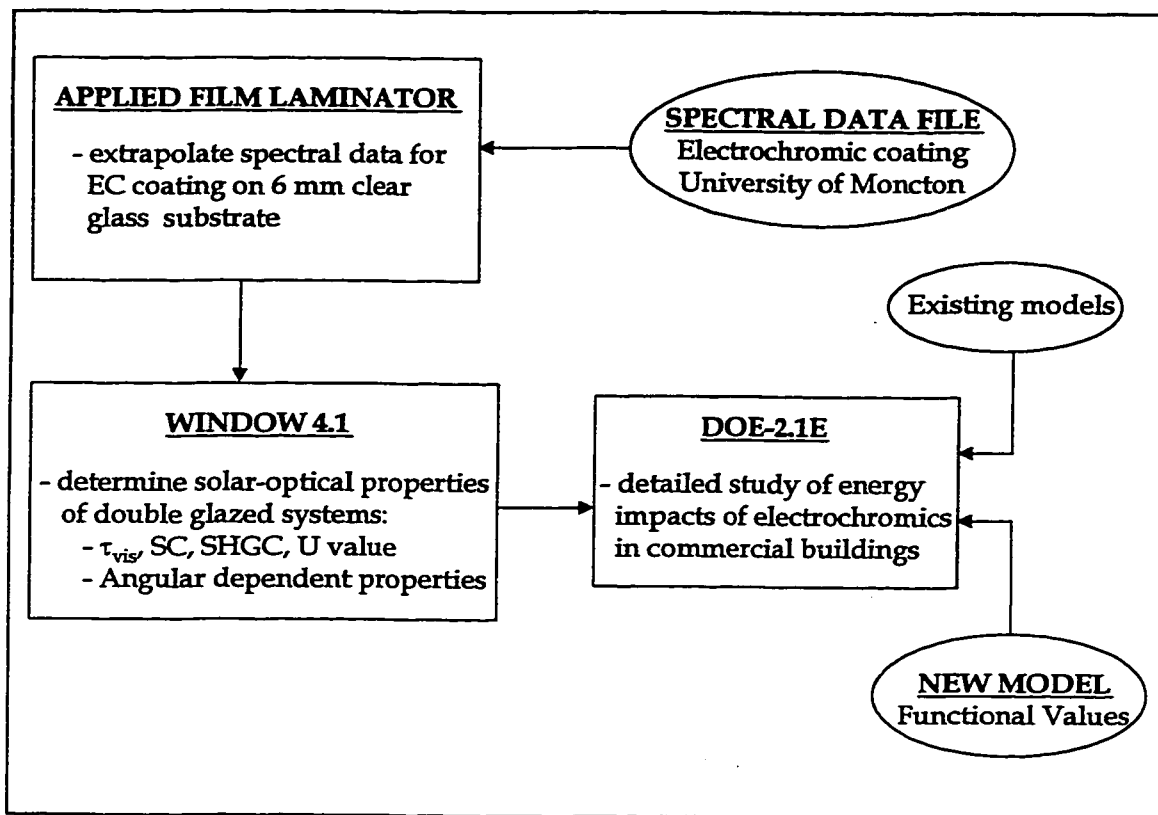 APPLIED FILM LAMINATOR
- extrapolate spectral data for
EC coating on 6 mm clear
glass substrate
SPECTRAL DATA FILE
Electrochromic coating
University of Moncton
Existing models
WINDOW 4.1
- determine solar-optical properties
of double glazed systems:
- τvis, SC, SHGC, U value
- Angular dependent properties
DOE-2.1E
- detailed study of energy
impacts of electrochromics
in commercial buildings
NEW MODEL
Functional Values